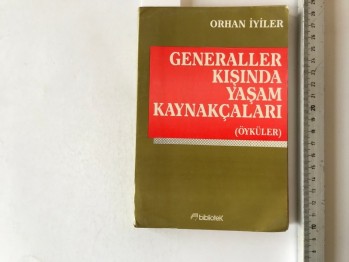 ORHAN İYİLER
GENERALLER
KIŞINDA
YAŞAM
KAYNAKÇALARI
(ÖYKÜLER)
bibliotek